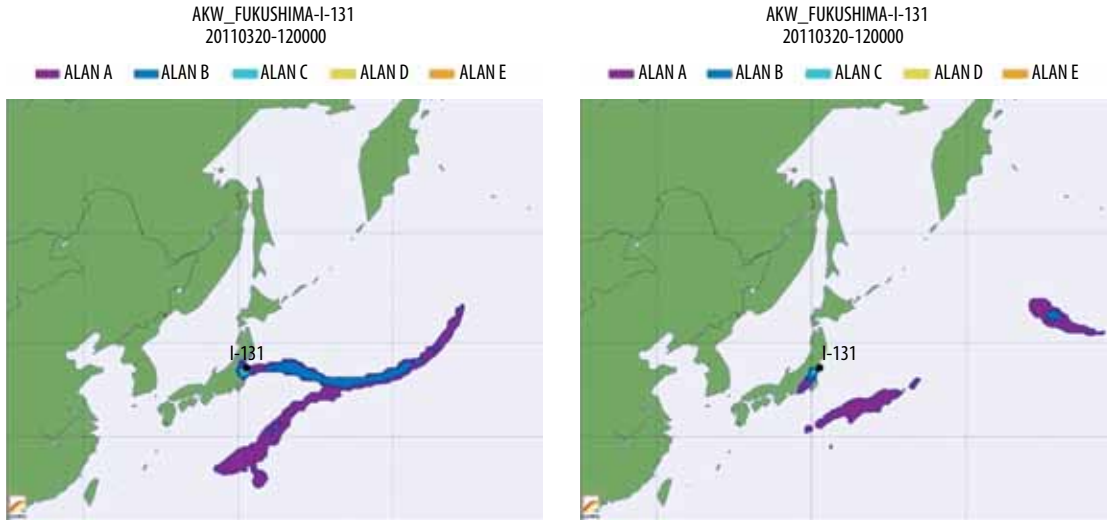 AKW_FUKUSHIMA-I-131
20110320-120000
ALAN A ALAN B ALAN C ALAN D ALAN E
I-131
AKW_FUKUSHIMA-I-131
20110320-120000
ALAN A ALAN B ALAN C ALAN D ALAN E
I-131